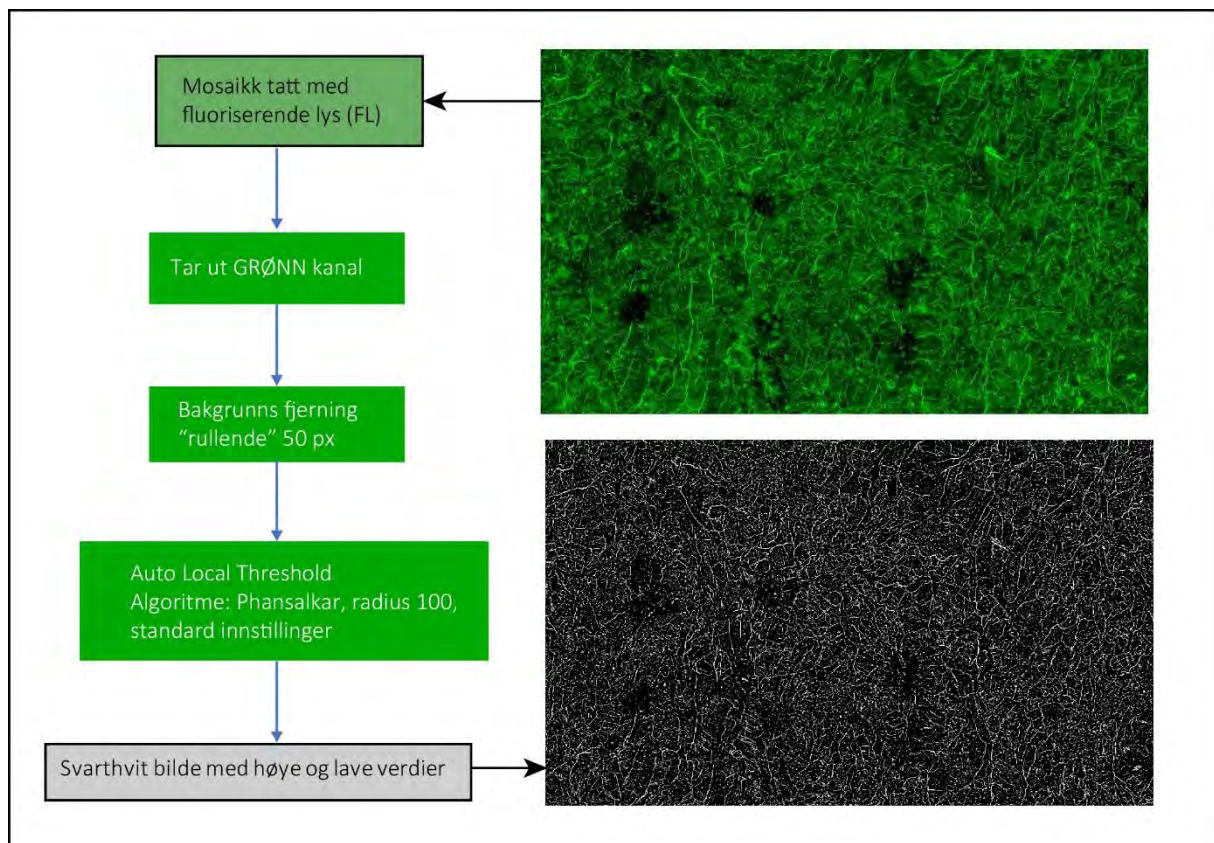 Mosaikk tatt med
fluoriserende lys (FL)
Tar ut GRØNN kanal
Bakgrunns fjerning
“rullende” 50 px
Auto Local Threshold
Algoritme: Phansalkar, radius 100,
standard innstillinger
Svarthvit bilde med høye og lave verdier